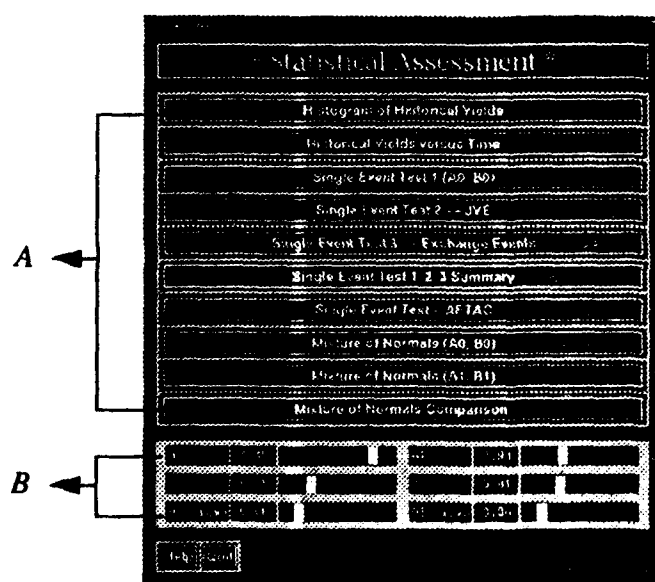 * Statistical Assessment *
Histogram of Historical Yields
Historical Yields versus Time
Single Event Test 1 (A0, B0)
Single Event Test 2 -- JVE
Single Event Test 3 -- Exchange Events
Single Event Test 1 2 3 Summary
Single Event Test - AFTAC
Mixture of Normals (A0, B0)
Mixture of Normals (A1, B1)
Mixture of Normals Comparison
A
B
Help Quit